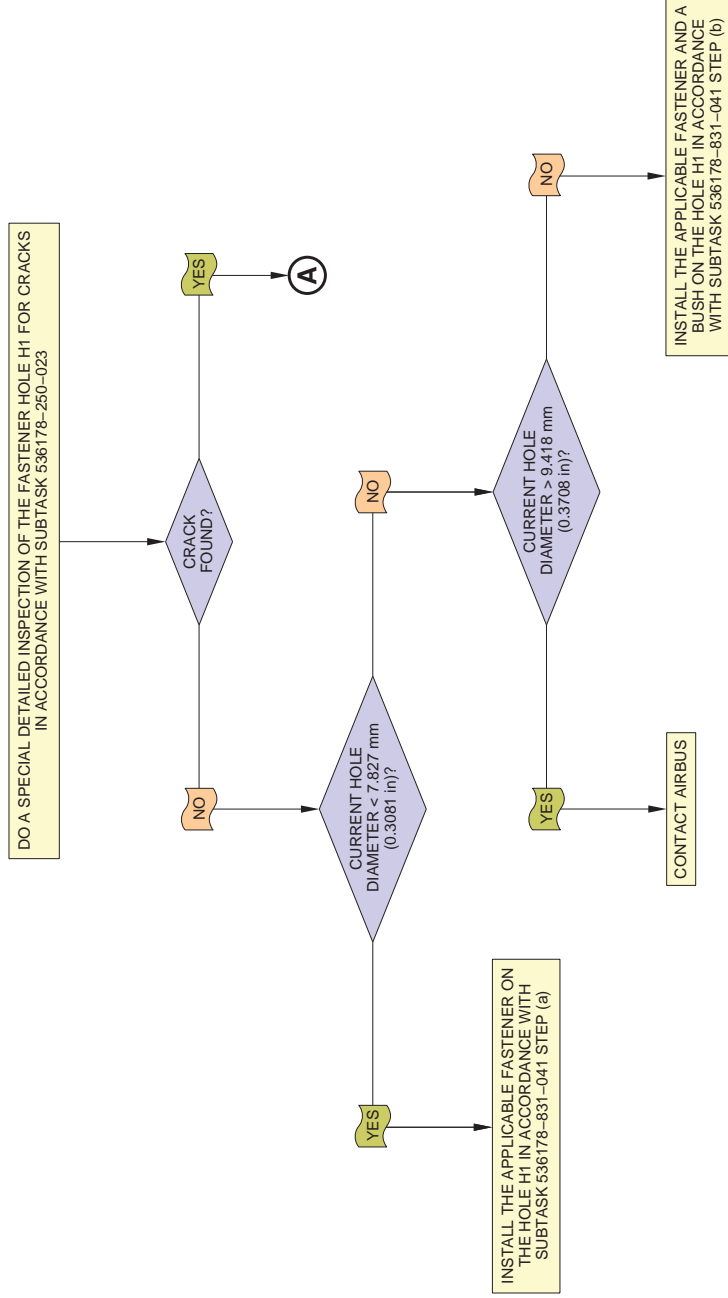 DO A SPECIAL DETAILED INSPECTION OF THE FASTENER HOLE H1 FOR CRACKS
IN ACCORDANCE WITH SUBTASK 536178-250-023
CRACK
FOUND?
NO
YES
A
CURRENT HOLE
DIAMETER < 7.827 mm
(0.3081 in)?
YES
NO
INSTALL THE APPLICABLE FASTENER ON
THE HOLE H1 IN ACCORDANCE WITH
SUBTASK 536178-831-041 STEP (a)
CURRENT HOLE
DIAMETER > 9.418 mm
(0.3708 in)?
YES
NO
CONTACT AIRBUS
INSTALL THE APPLICABLE FASTENER AND A
BUSH ON THE HOLE H1 IN ACCORDANCE
WITH SUBTASK 536178-831-041 STEP (b)